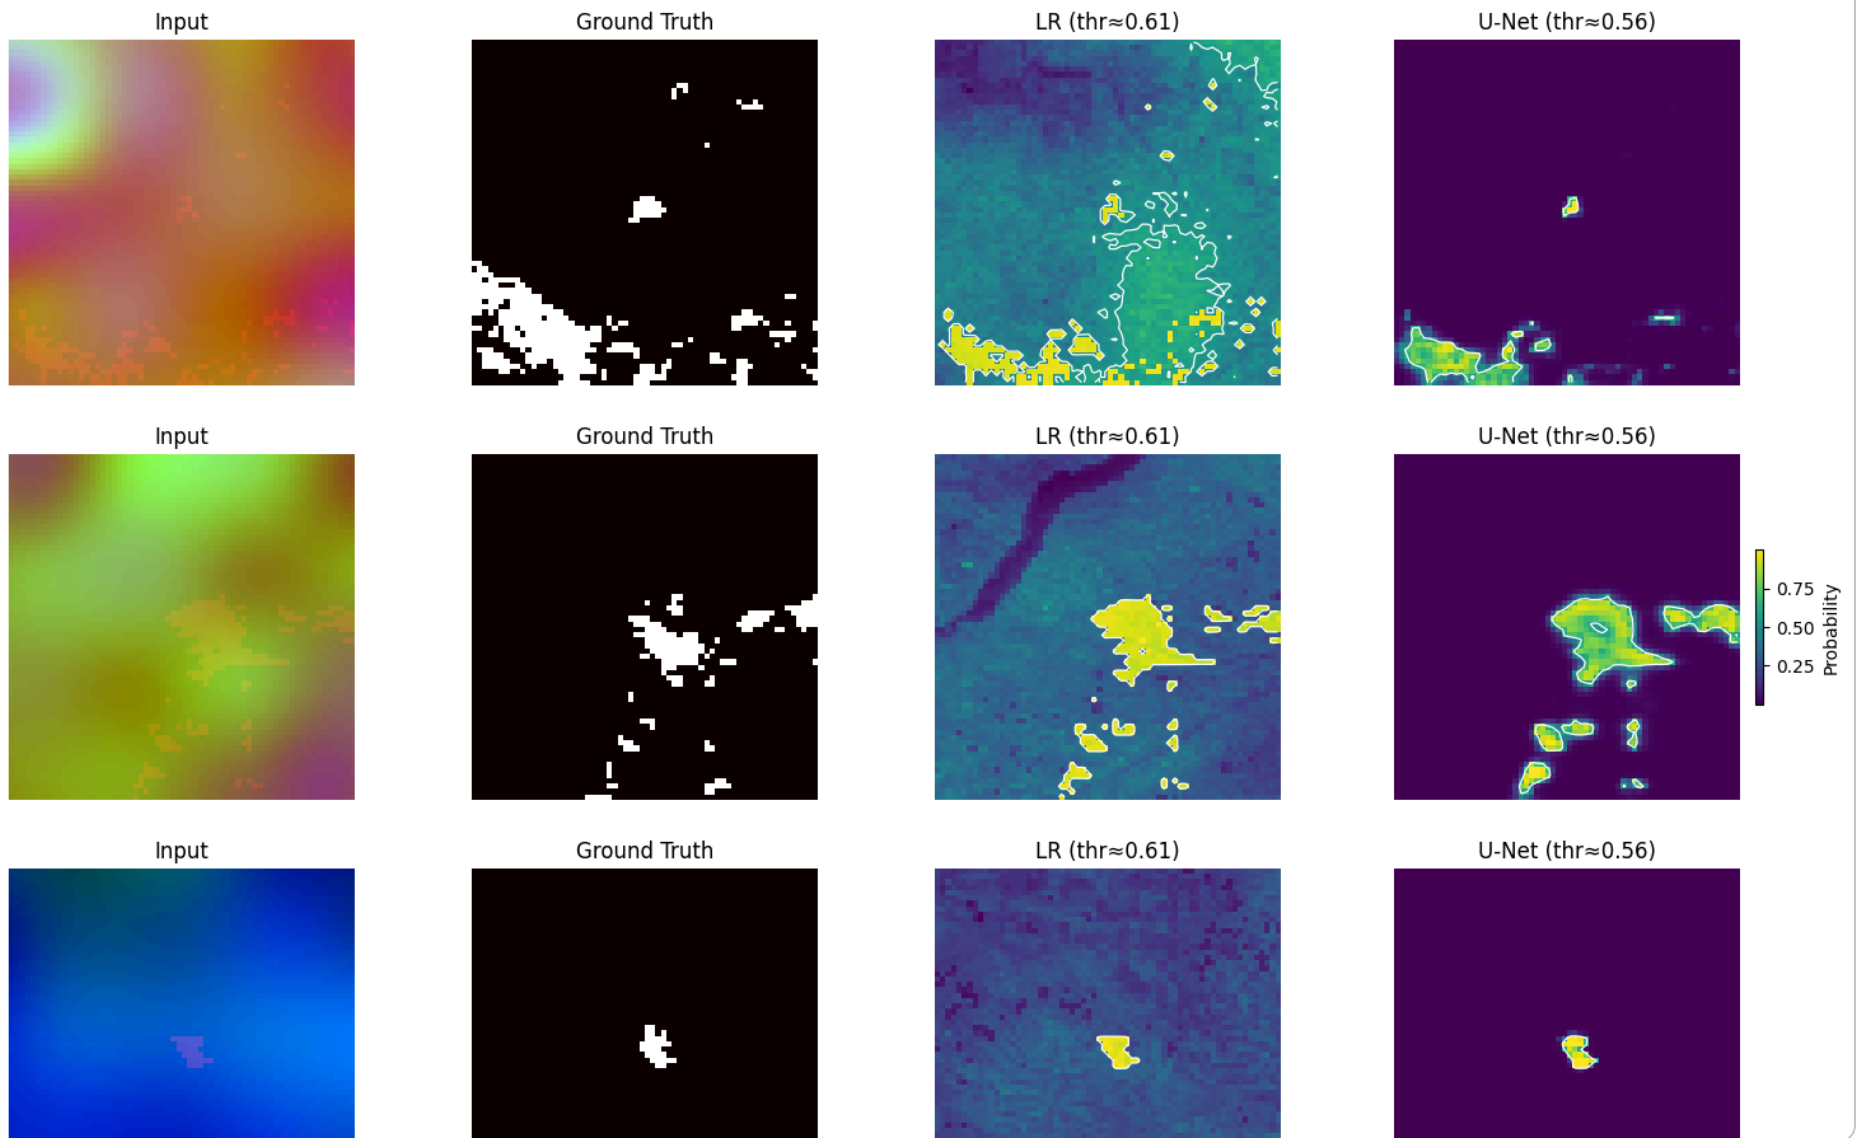 Input Ground Truth LR (thr≈0.61) U-Net (thr≈0.56)
Input Ground Truth LR (thr≈0.61) U-Net (thr≈0.56)
0.75
0.50
0.25
Probability
Input Ground Truth LR (thr≈0.61) U-Net (thr≈0.56)